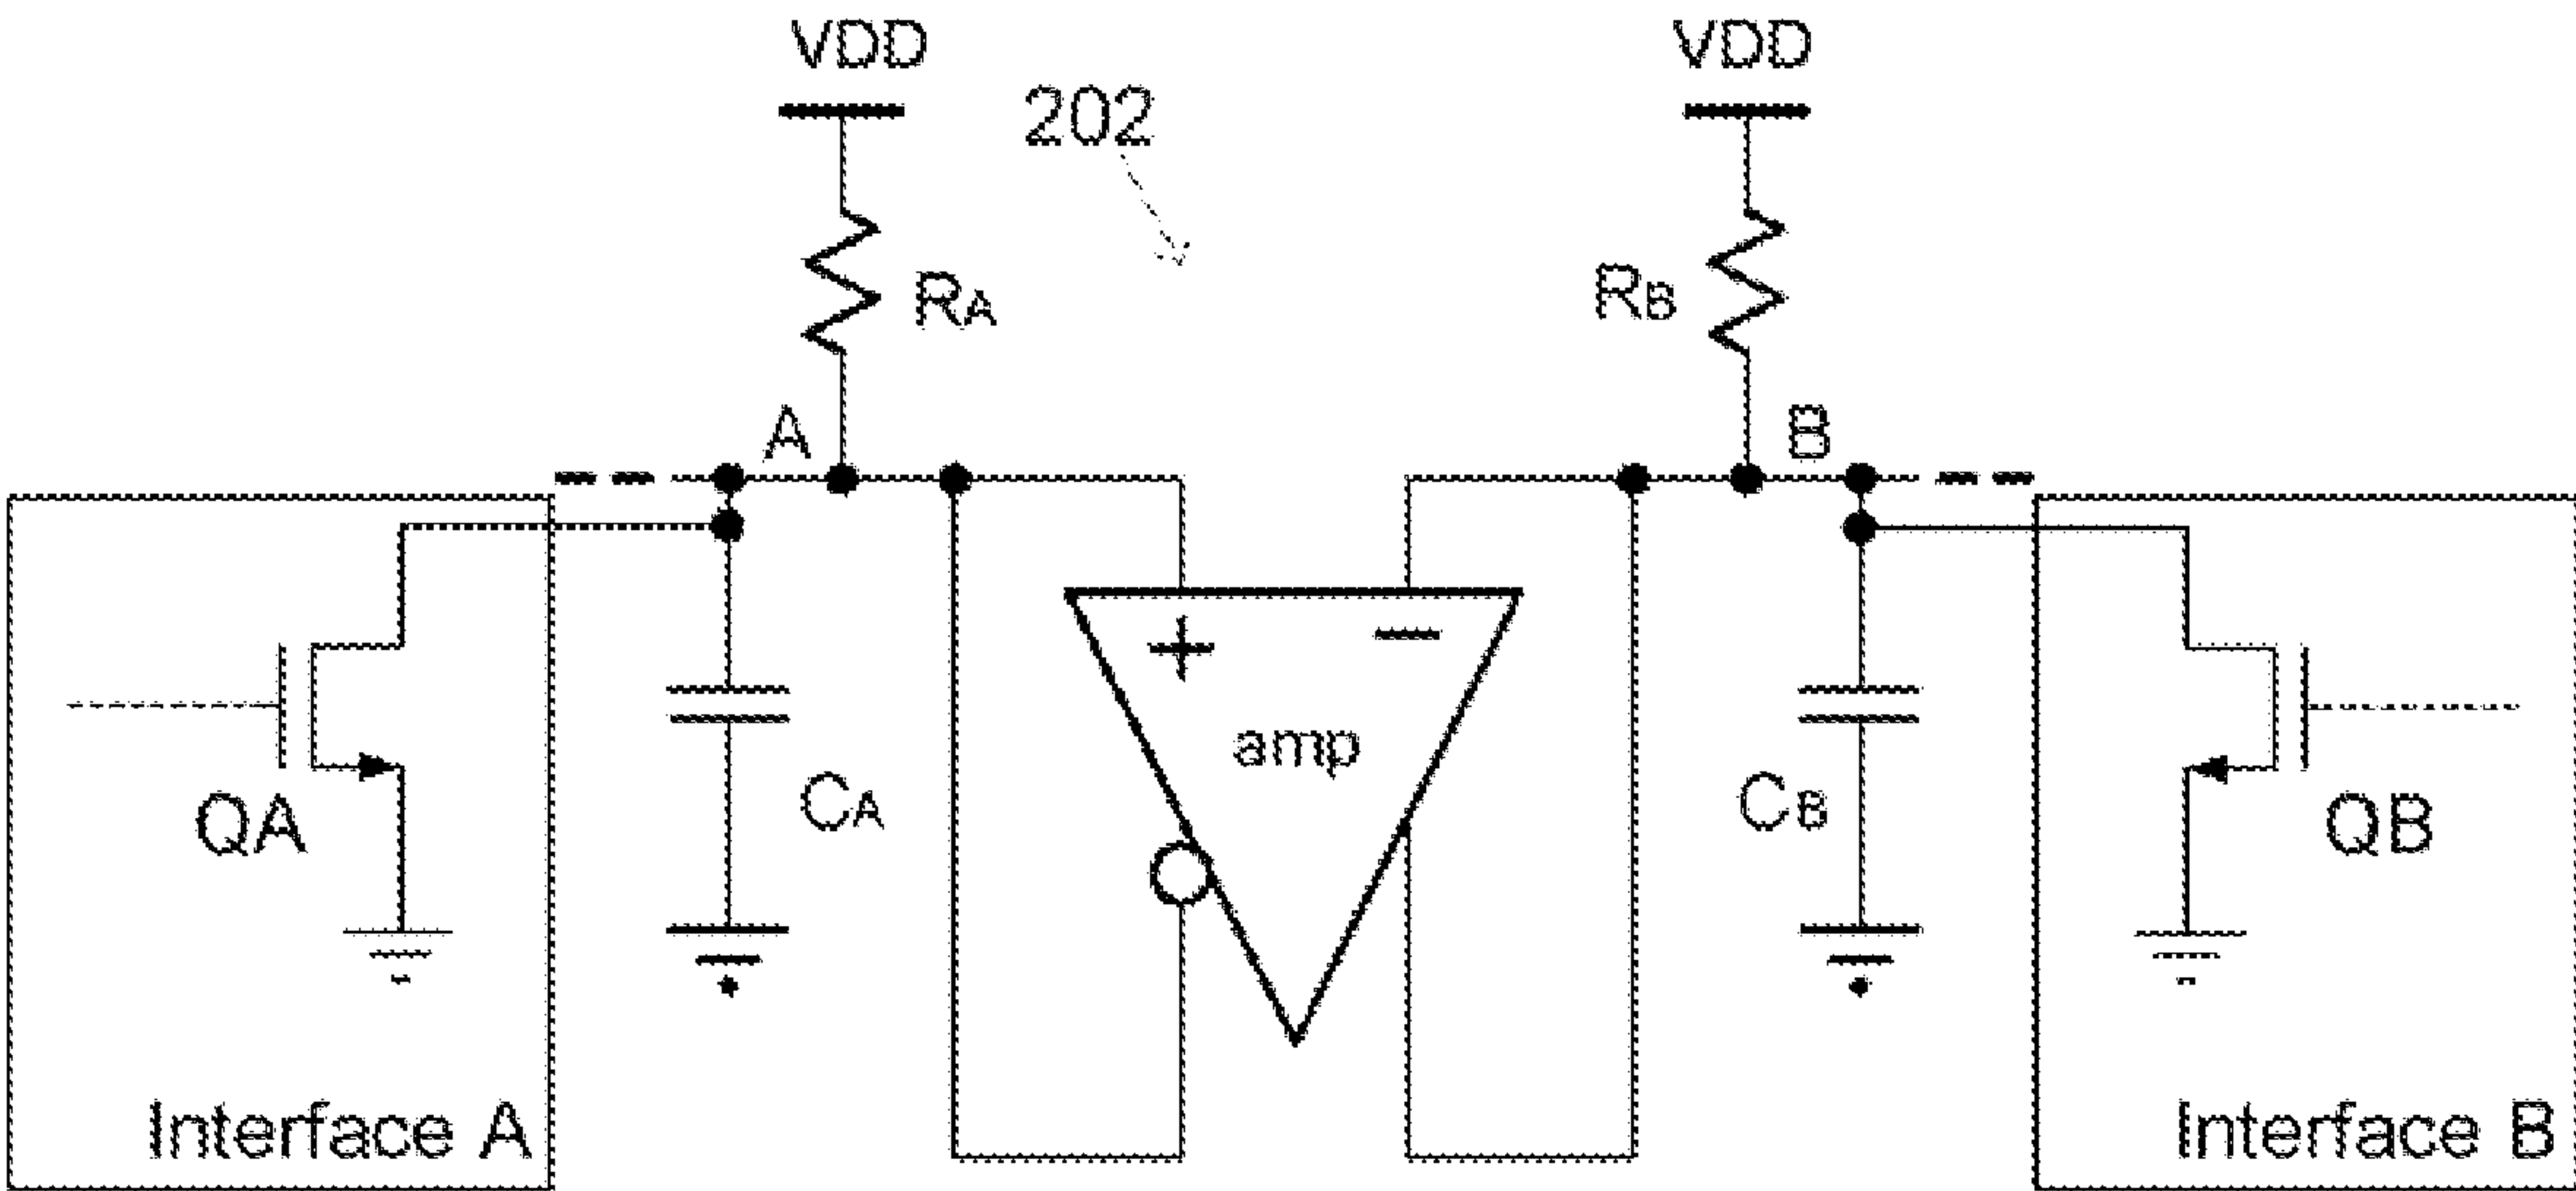 VDD
VDD
202
RA
RB
A
B
+
−
amp
QA
CA
CB
QB
Interface A
Interface B